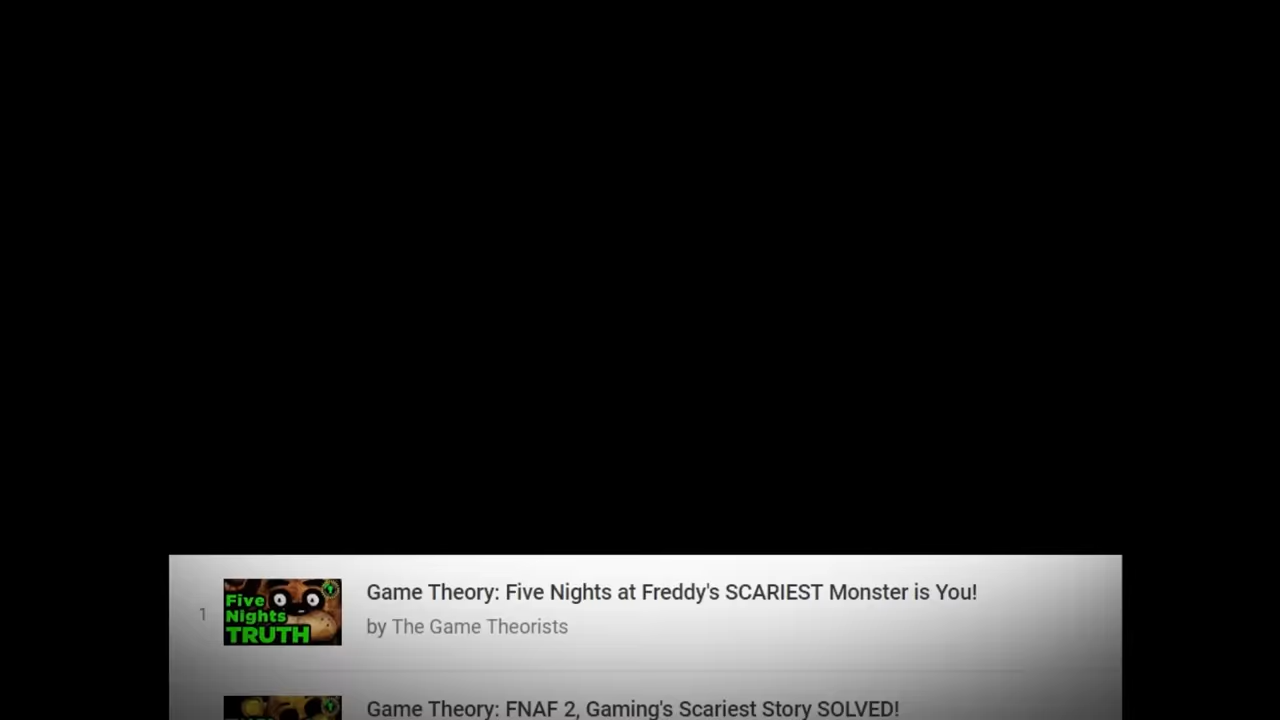 1
Five
Nights
TRUTH
Game Theory: Five Nights at Freddy's SCARIEST Monster is You!
by The Game Theorists
Game Theory: FNAF 2, Gaming's Scariest Story SOLVED!